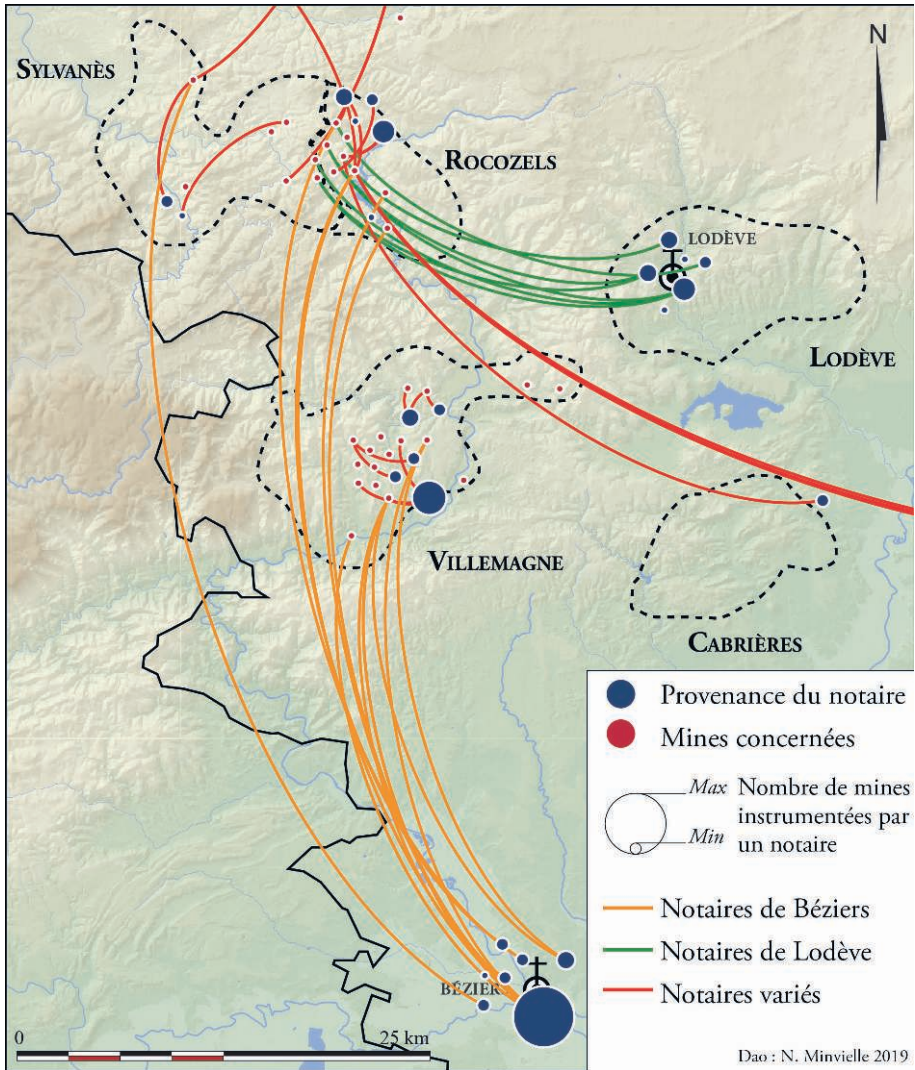 N
SYLVANÈS
ROCOZELS
LODÈVE
LODÈVE
VILLEMAGNE
CABRIÈRES
Provenance du notaire
Mines concernées
Max Nombre de mines
instrumentées par
Min un notaire
Notaires de Béziers
Notaires de Lodève
Notaires variés
BÉZIER
0 25 km
Dao : N. Minvielle 2019